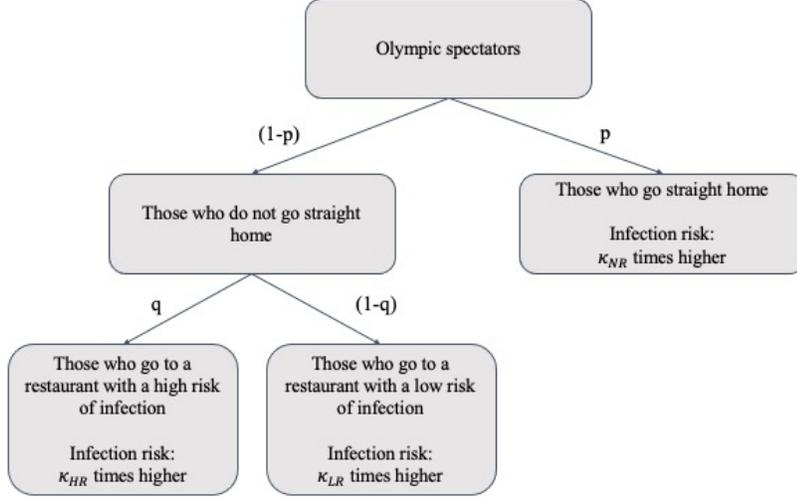 Olympic spectators
(1-p)
p
Those who do not go straight
home
Those who go straight home
Infection risk:
κ_NR times higher
q
(1-q)
Those who go to a
restaurant with a high risk
of infection
Infection risk:
κ_HR times higher
Those who go to a
restaurant with a low risk
of infection
Infection risk:
κ_LR times higher